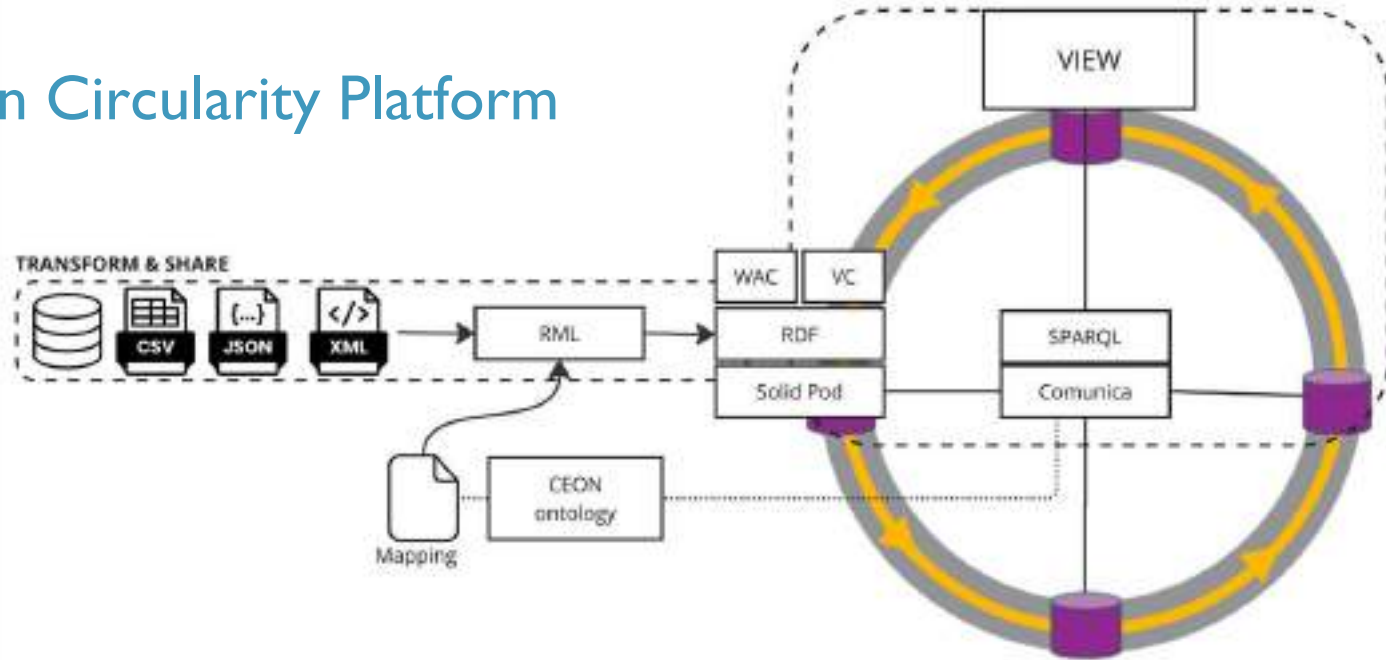 n Circularity Platform
VIEW
TRANSFORM & SHARE
CSV
{...}
JSON
</>
XML
RML
WAC
VC
RDF
Solid Pod
SPARQL
Comunica
CEON
ontology
Mapping